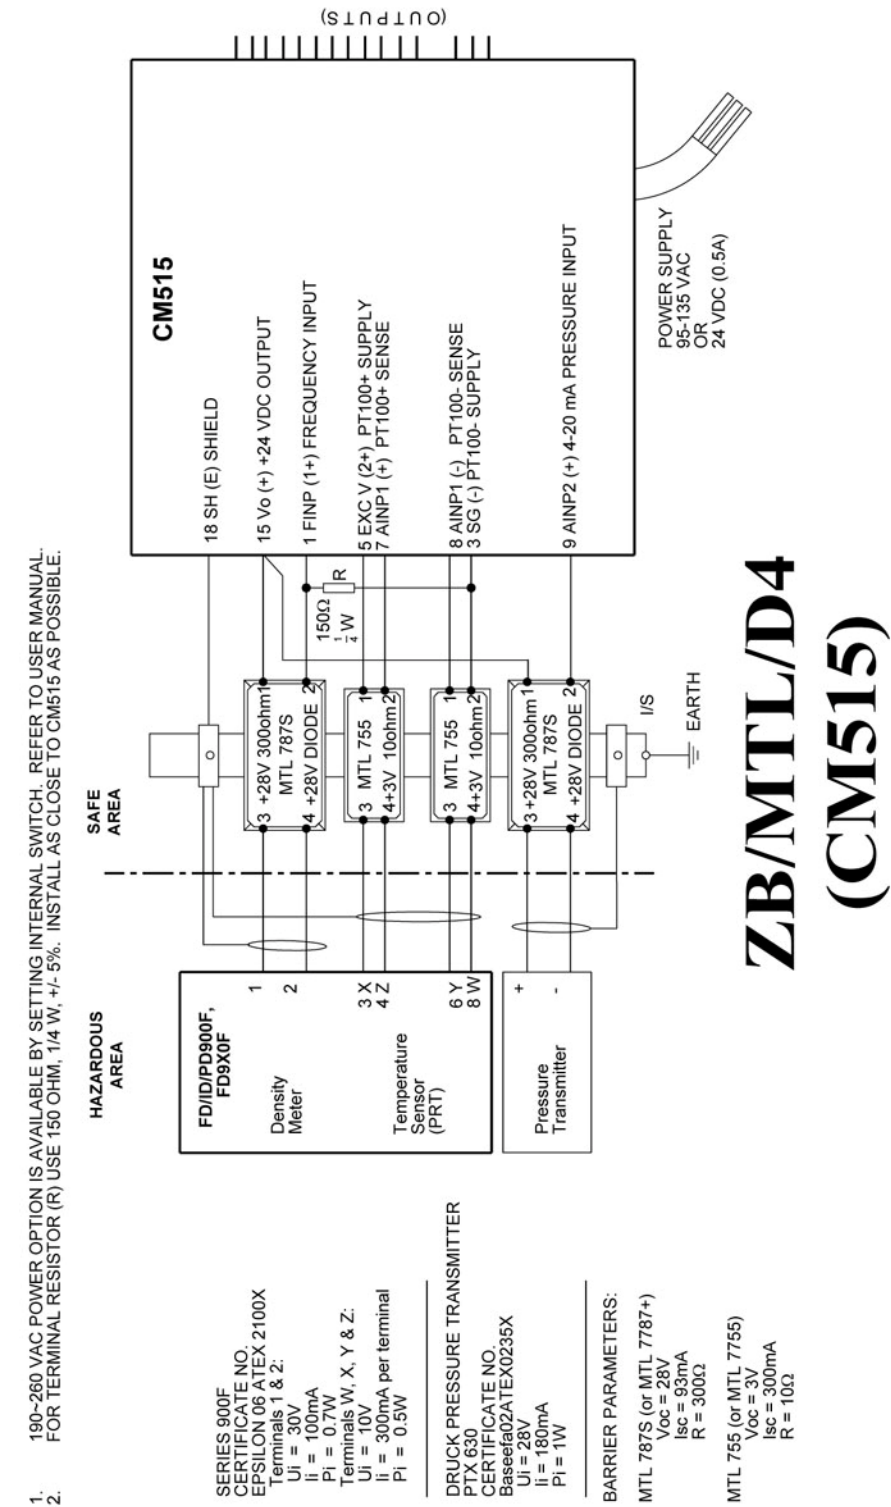 1. 190~260 VAC POWER OPTION IS AVAILABLE BY SETTING INTERNAL SWITCH. REFER TO USER MANUAL.
2. FOR TERMINAL RESISTOR (R) USE 150 OHM, 1/4 W, +/- 5%. INSTALL AS CLOSE TO CM515 AS POSSIBLE.
HAZARDOUS
AREA
SAFE
AREA
SERIES 900F
CERTIFICATE NO.
EPSILON 06 ATEX 2100X
Terminals 1 & 2:
Ui = 30V
Ii = 100mA
Pi = 0.7W
Terminals W, X, Y & Z:
Ui = 10V
Ii = 300mA per terminal
Pi = 0.5W
DRUCK PRESSURE TRANSMITTER
PTX 630
CERTIFICATE NO.
Baseefa02ATEX0235X
Ui = 28V
Ii = 180mA
Pi = 1W
BARRIER PARAMETERS:
MTL 787S (or MTL 7787+)
Voc = 28V
Isc = 93mA
R = 300Ω
MTL 755 (or MTL 7755)
Voc = 3V
Isc = 300mA
R = 10Ω
FD/ID/PD900F,
FD9X0F
Density
Meter
1
2
Temperature
Sensor
(PRT)
3 X
4 Z
6 Y
8 W
Pressure
Transmitter
+
-
3 +28V 300ohm 1
MTL 787S
4 +28V DIODE 2
3 MTL 755 1
4+3V 10ohm 2
3 MTL 755 1
4+3V 10ohm 2
3 +28V 300ohm 1
MTL 787S
4 +28V DIODE 2
I/S
EARTH
150Ω
1/4 W
R
CM515
18 SH (E) SHIELD
15 Vo (+) +24 VDC OUTPUT
1 FINP (1+) FREQUENCY INPUT
5 EXC V (2+) PT100+ SUPPLY
7 AINP1 (+) PT100+ SENSE
8 AINP1 (-) PT100- SENSE
3 SG (-) PT100- SUPPLY
9 AINP2 (+) 4-20 mA PRESSURE INPUT
(OUTPUTS)
POWER SUPPLY
95-135 VAC
OR
24 VDC (0.5A)
ZB/MTL/D4
(CM515)